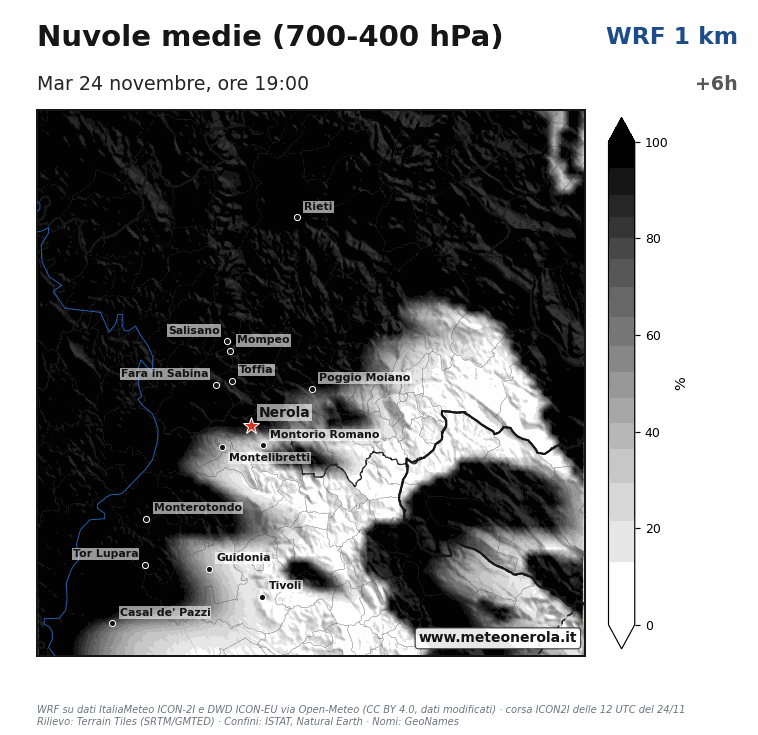 Nuvole medie (700-400 hPa)
WRF 1 km
Mar 24 novembre, ore 19:00
+6h
Rieti
Salisano
Mompeo
Toffia
Fara in Sabina
Poggio Moiano
Nerola
Montorio Romano
Montelibretti
Monterotondo
Tor Lupara
Guidonia
Tivoli
Casal de' Pazzi
www.meteonerola.it
100
80
60
40
20
0
%
WRF su dati ItaliaMeteo ICON-2I e DWD ICON-EU via Open-Meteo (CC BY 4.0, dati modificati) · corsa ICON2I delle 12 UTC del 24/11
Rilievo: Terrain Tiles (SRTM/GMTED) · Confini: ISTAT, Natural Earth · Nomi: GeoNames